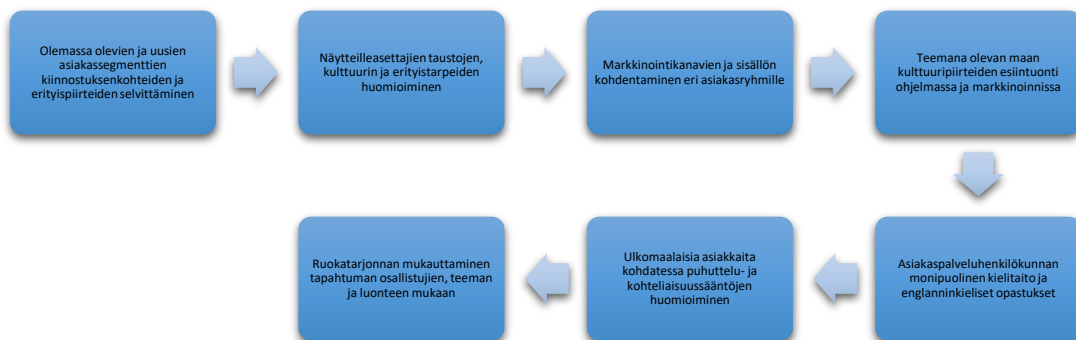 Olemassa olevien ja uusien
asiakassegmenttien
kiinnostuksenkohteiden ja
erityispiirteiden selvittäminen
Näytteilleasettajien taustojen,
kulttuurin ja erityistarpeiden
huomioiminen
Markkinointikanavien ja sisällön
kohdentaminen eri asiakasryhmille
Teemana olevan maan
kulttuuripiirteiden esiintuonti
ohjelmassa ja markkinoinnissa
Asiakaspalveluhenkilökunnan
monipuolinen kielitaito ja
englanninkieliset opastukset
Ulkomaalaisia asiakkaita
kohdatessa puhuttelu- ja
kohteliaisuussääntöjen
huomioiminen
Ruokatarjonnan mukauttaminen
tapahtuman osallistujien, teeman
ja luonteen mukaan